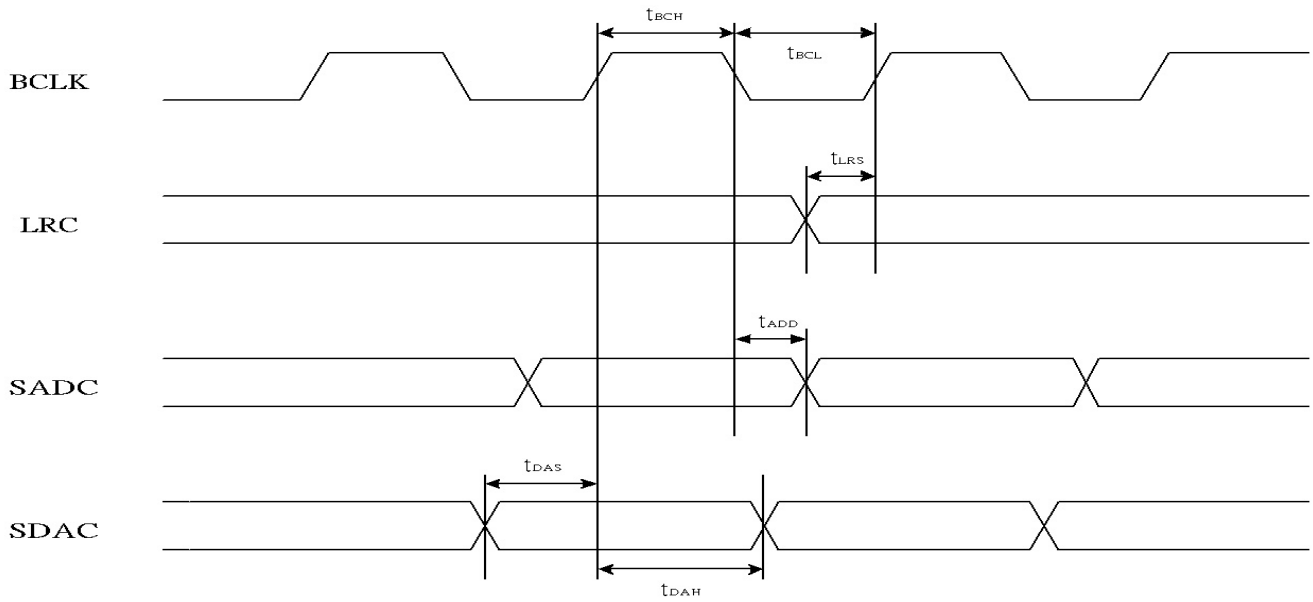 tBCH
tBCL
BCLK
tLRS
LRC
tADD
SADC
tDAS
SDAC
tDAH